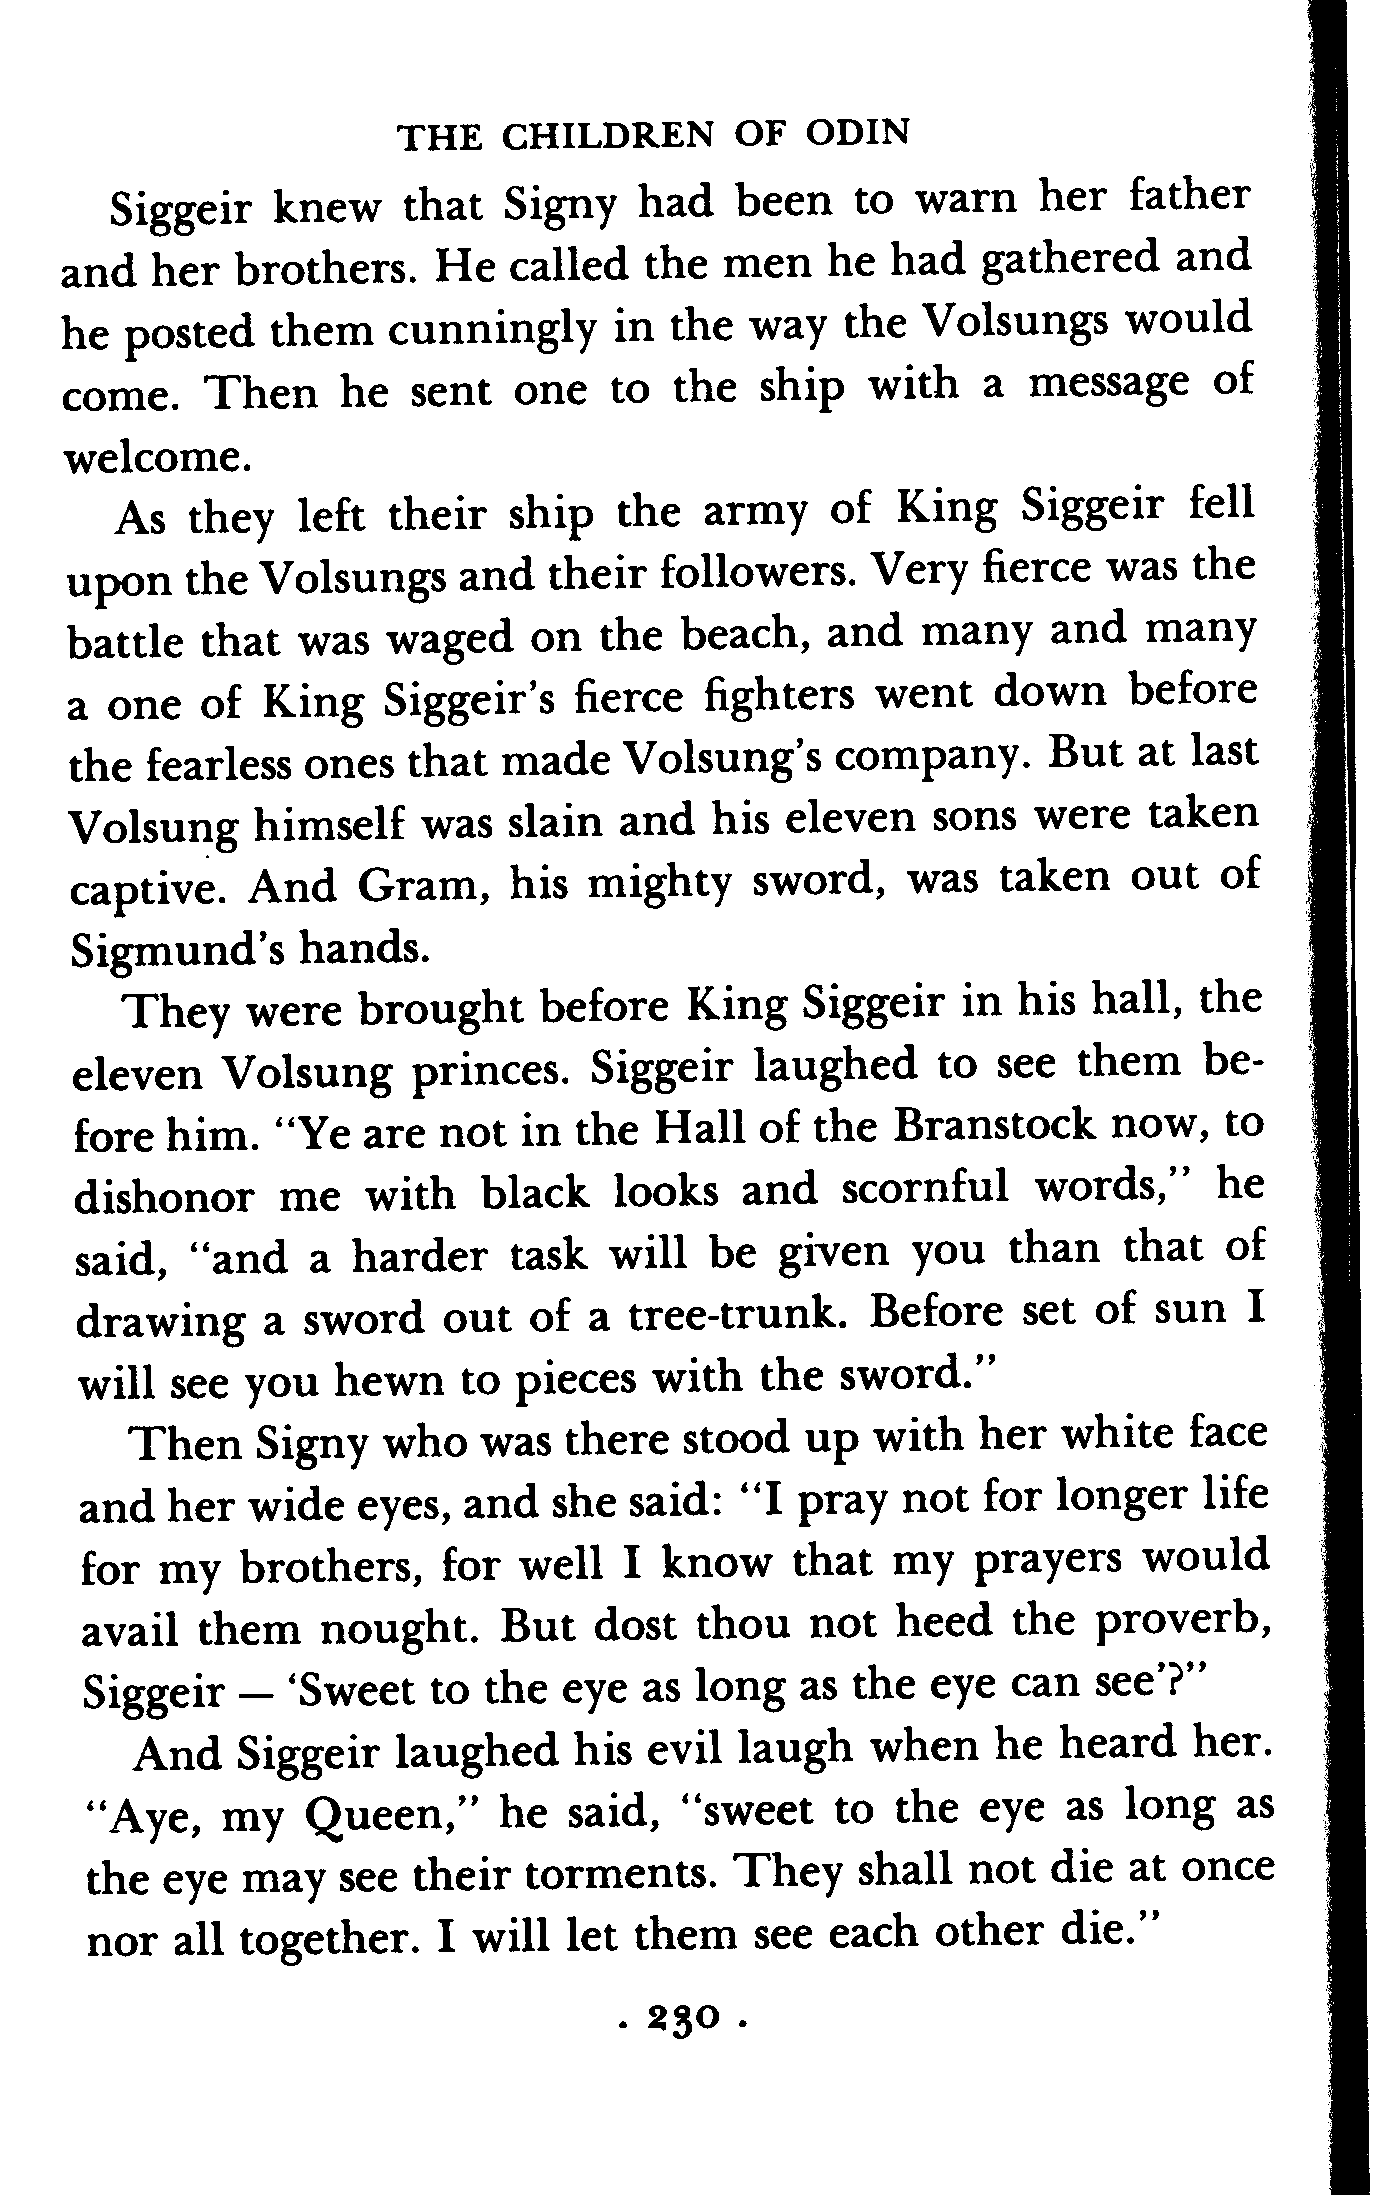 THE CHILDREN OF ODIN
Siggeir knew that Signy had been to warn her father
and her brothers. He called the men he had gathered and
he posted them cunningly in the way the Volsungs would
come. Then he sent one to the ship with a message of
welcome.
As they left their ship the army of King Siggeir fell
upon the Volsungs and their followers. Very fierce was the
battle that was waged on the beach, and many and many
a one of King Siggeir's fierce fighters went down before
the fearless ones that made Volsung's company. But at last
Volsung himself was slain and his eleven sons were taken
captive. And Gram, his mighty sword, was taken out of
Sigmund's hands.
They were brought before King Siggeir in his hall, the
eleven Volsung princes. Siggeir laughed to see them be-
fore him. "Ye are not in the Hall of the Branstock now, to
dishonor me with black looks and scornful words," he
said, "and a harder task will be given you than that of
drawing a sword out of a tree-trunk. Before set of sun I
will see you hewn to pieces with the sword."
Then Signy who was there stood up with her white face
and her wide eyes, and she said: "I pray not for longer life
for my brothers, for well I know that my prayers would
avail them nought. But dost thou not heed the proverb,
Siggeir — 'Sweet to the eye as long as the eye can see'?"
And Siggeir laughed his evil laugh when he heard her.
"Aye, my Queen," he said, "sweet to the eye as long as
the eye may see their torments. They shall not die at once
nor all together. I will let them see each other die."
. 230 .